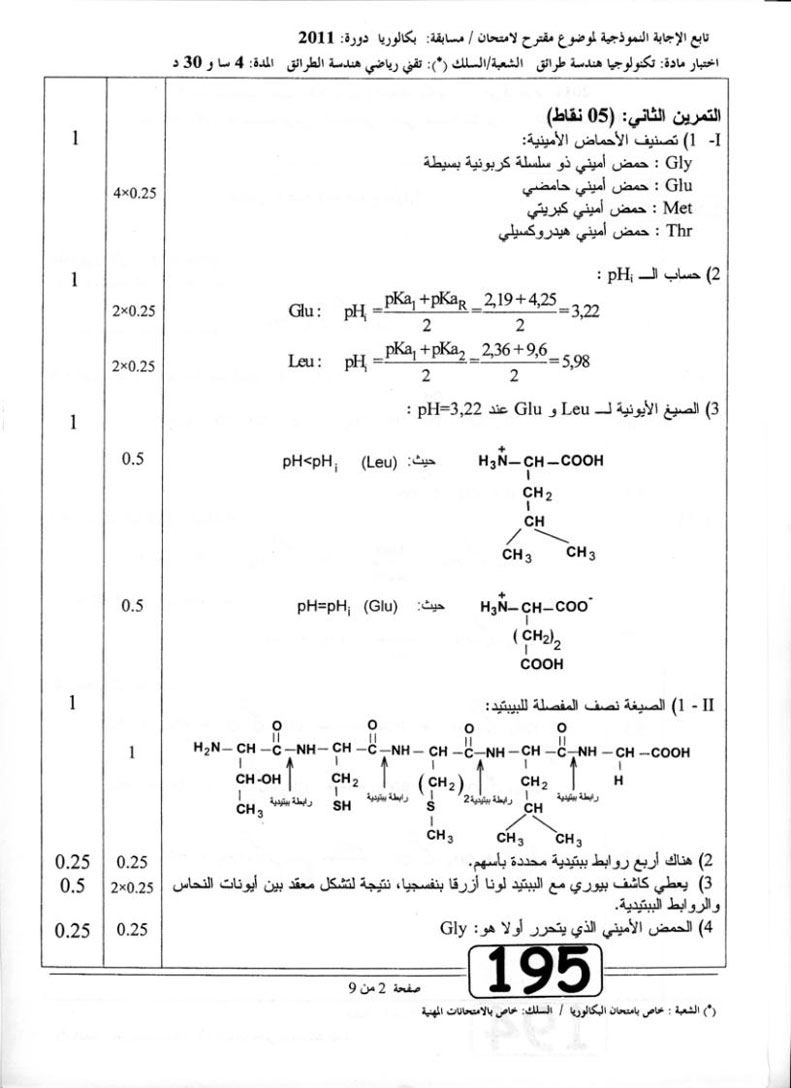 تابع الإجابة النموذجية لموضوع مقترح لامتحان / مسابقة: بكالوريا دورة: 2011
اختبار مادة: تكنولوجيا هندسة طرائق الشعبة/السلك (*): تقني رياضي هندسة الطرائق المدة: 4 سا و 30 د
التمرين الثاني: (05 نقاط)
I- 1) تصنيف الأحماض الأمينية: 1
Gly : حمض أميني ذو سلسلة كربونية بسيطة
Glu : حمض أميني حامضي 4×0.25
Met : حمض أميني كبريتي
Thr : حمض أميني هيدروكسيلي
2) حساب الـ pHi : 1
Glu : pHi = (pKa1 + pKaR)/2 = (2,19 + 4,25)/2 = 3,22 2×0.25
Leu : pHi = (pKa1 + pKa2)/2 = (2,36 + 9,6)/2 = 5,98 2×0.25
3) الصيغ الأيونية لـ Leu و Glu عند pH=3,22 : 1
H3N+–CH–COOH حيث: (Leu) pH<pHi 0.5
CH2
CH
CH3 CH3
H3N+–CH–COO- حيث: (Glu) pH=pHi 0.5
(CH2)2
COOH
II - 1) الصيغة نصف المفصلة للبيبتيد: 1
O O O O
H2N–CH–C–NH–CH–C–NH–CH–C–NH–CH–C–NH–CH–COOH 1
CH-OH رابطة ببتيدية CH2 رابطة ببتيدية (CH2)2 رابطة ببتيدية CH2 رابطة ببتيدية H
CH3 SH S CH
CH3 CH3 CH3
2) هناك أربع روابط ببتيدية محددة بأسهم. 0.25 0.25
3) يعطي كاشف بيوري مع الببتيد لونا أزرقا بنفسجيا، نتيجة لتشكل معقد بين أيونات النحاس 2×0.25 0.5
والروابط الببتيدية.
4) الحمض الأميني الذي يتحرر أولا هو: Gly 0.25 0.25
195
صفحة 2 من 9
(*) الشعبة : خاص بامتحان البكالوريا / السلك: خاص بالامتحانات المهنية